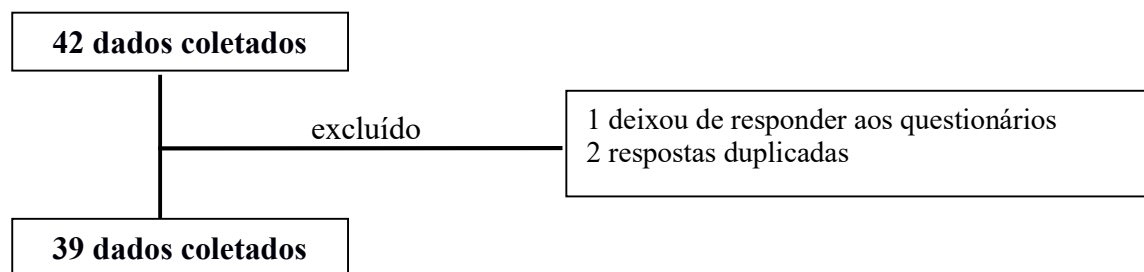 42 dados coletados
excluído
1 deixou de responder aos questionários
2 respostas duplicadas
39 dados coletados